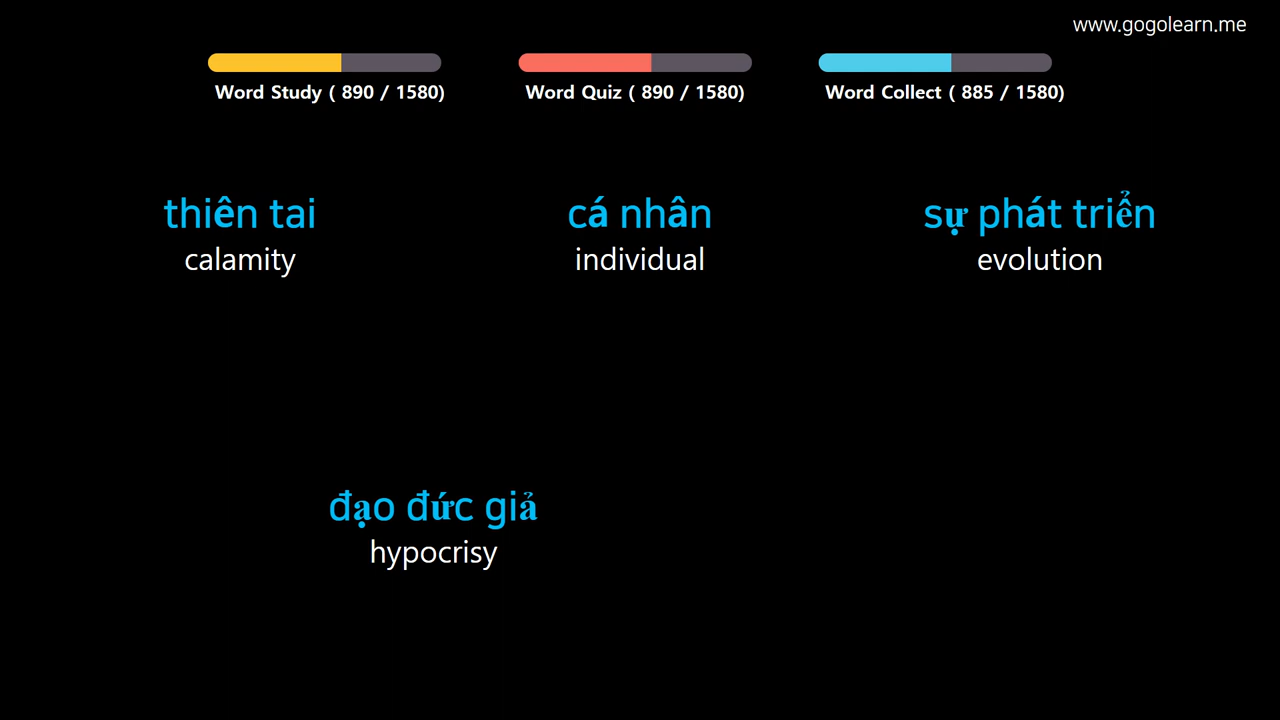 www.gogolearn.me
Word Study ( 890 / 1580)
Word Quiz ( 890 / 1580)
Word Collect ( 885 / 1580)
thiên tai
calamity
cá nhân
individual
sự phát triển
evolution
đạo đức giả
hypocrisy